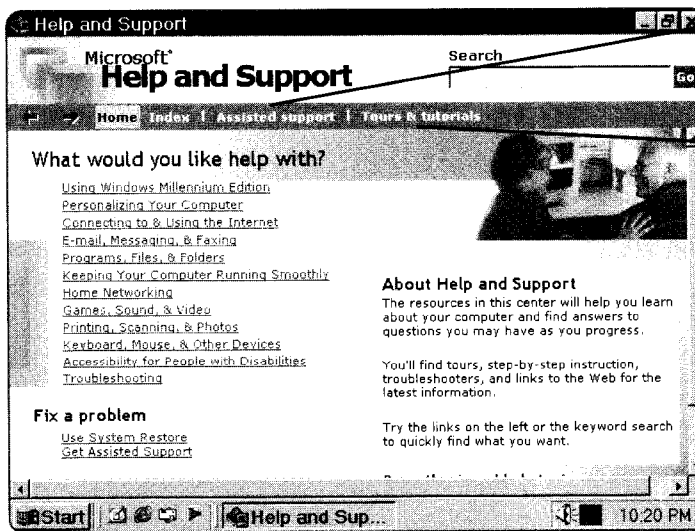 Help and Support
Microsoft®
Help and Support
Search
Go
Home Index | Assisted support | Tours & tutorials
What would you like help with?
Using Windows Millennium Edition
Personalizing Your Computer
Connecting to & Using the Internet
E-mail, Messaging, & Faxing
Programs, Files, & Folders
Keeping Your Computer Running Smoothly
Home Networking
Games, Sound, & Video
Printing, Scanning, & Photos
Keyboard, Mouse, & Other Devices
Accessibility for People with Disabilities
Troubleshooting
Fix a problem
Use System Restore
Get Assisted Support
About Help and Support
The resources in this center will help you learn
about your computer and find answers to
questions you may have as you progress.
You'll find tours, step-by-step instruction,
troubleshooters, and links to the Web for the
latest information.
Try the links on the left or the keyword search
to quickly find what you want.
Start
Help and Sup...
10:20 PM